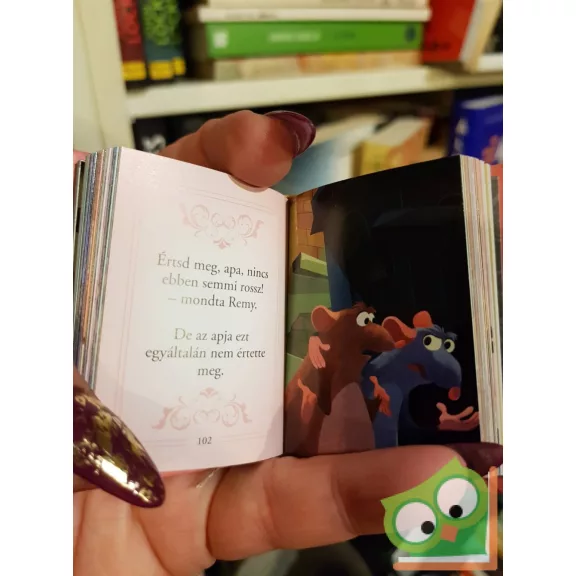 Értsd meg, apa, nincs
ebben semmi rossz!
– mondta Remy.
De az apja ezt
egyáltalán nem értette
meg.
102